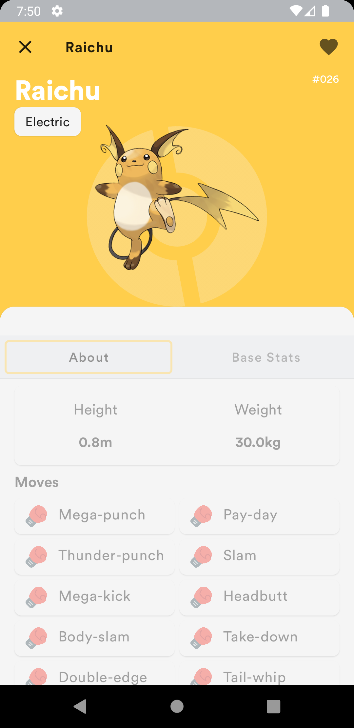 7:50
Raichu
Raichu
#026
Electric
About Base Stats
Height Weight
0.8m 30.0kg
Moves
Mega-punch Pay-day
Thunder-punch Slam
Mega-kick Headbutt
Body-slam Take-down
Double-edge Tail-whip